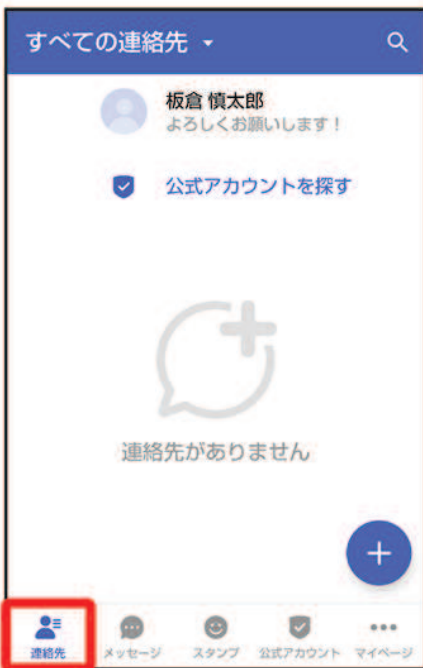 すべての連絡先
板倉 慎太郎
よろしくお願いします！
公式アカウントを探す
連絡先がありません
連絡先
メッセージ
スタンプ
公式アカウント
マイページ